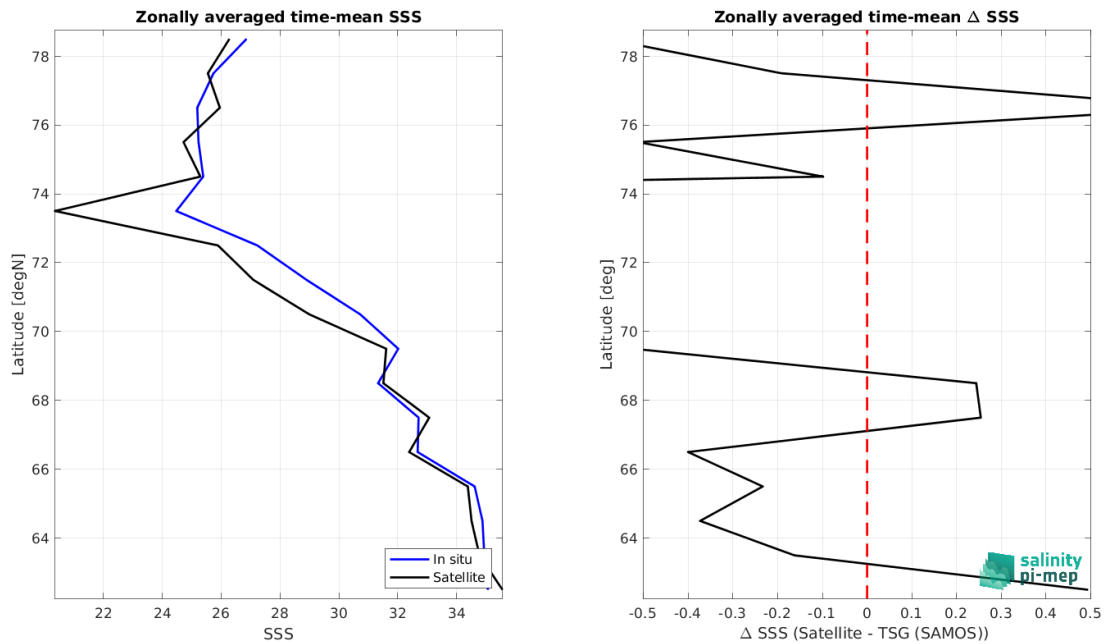 Zonally averaged time-mean SSS
78
76
74
72
70
68
66
64
Latitude [degN]
22 24 26 28 30 32 34
SSS
In situ
Satellite
Zonally averaged time-mean Δ SSS
78
76
74
72
70
68
66
64
Latitude [deg]
-0.5 -0.4 -0.3 -0.2 -0.1 0 0.1 0.2 0.3 0.4 0.5
Δ SSS (Satellite - TSG (SAMOS))
salinity
pi-mep